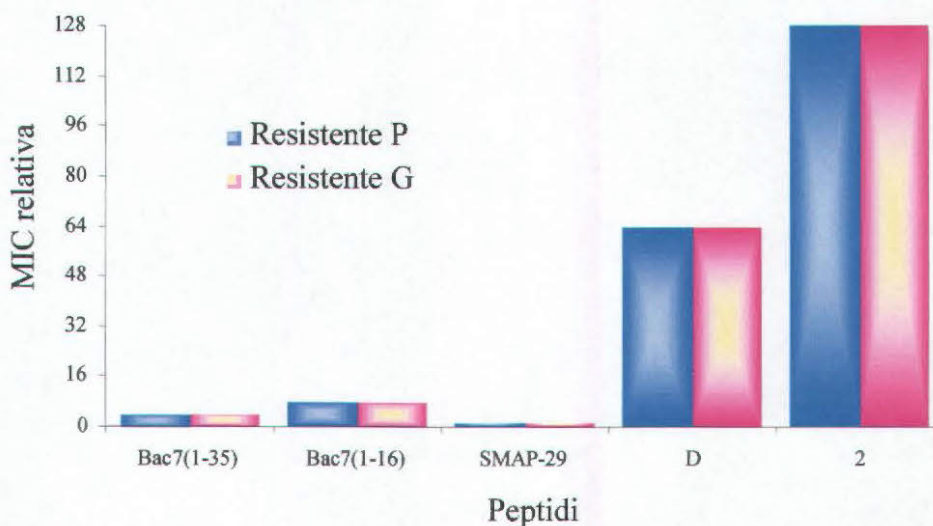 128
112
96
80
64
48
32
16
0
MIC relativa
Resistente P
Resistente G
Bac7(1-35) Bac7(1-16) SMAP-29 D 2
Peptidi